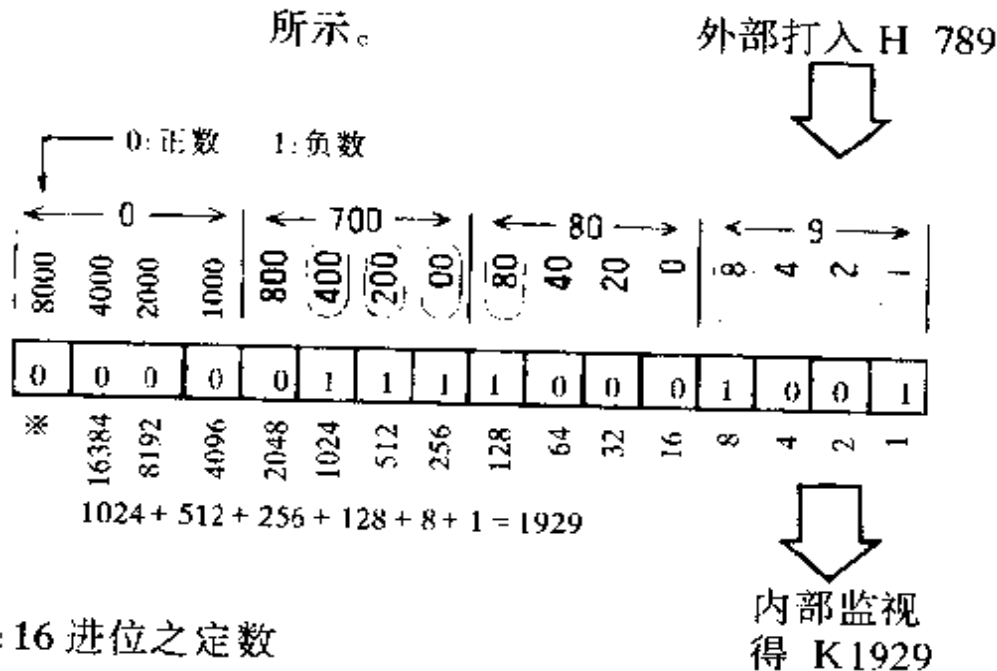 所示。
外部打入 H 789
0:正数 1:负数
0 700 80 9
8000 4000 2000 1000 800 400 200 00 80 40 20 0 8 4 2 1
0 0 0 0 0 1 1 1 1 0 0 0 1 0 0 1
※ 16384 8192 4096 2048 1024 512 256 128 64 32 16 8 4 2 1
1024 + 512 + 256 + 128 + 8 + 1 = 1929
内部监视
16 进位之定数
得 K1929